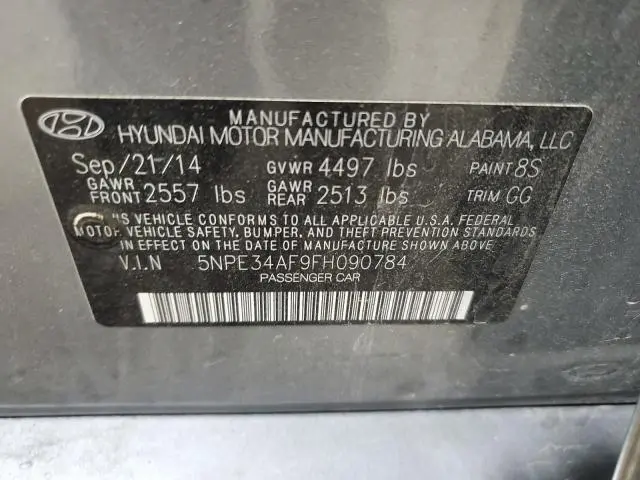 MANUFACTURED BY
HYUNDAI MOTOR MANUFACTURING ALABAMA, LLC
Sep/21/14 GVWR 4497 lbs PAINT 8S
GAWR FRONT 2557 lbs GAWR REAR 2513 lbs TRIM GG
IS VEHICLE CONFORMS TO ALL APPLICABLE U.S.A. FEDERAL
MOTOR VEHICLE SAFETY, BUMPER, AND THEFT PREVENTION STANDARDS
IN EFFECT ON THE DATE OF MANUFACTURE SHOWN ABOVE
V.I.N 5NPE34AF9FH090784
PASSENGER CAR